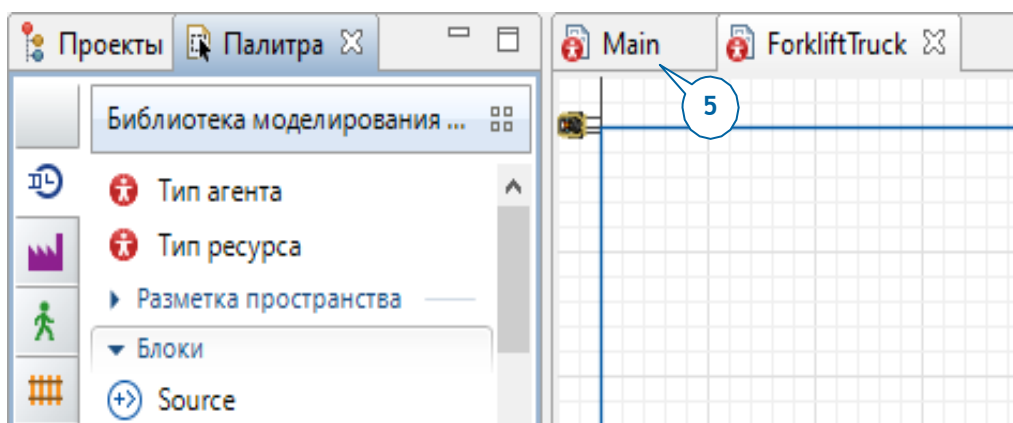 Проекты
Палитра
Main
ForkliftTruck
5
Библиотека моделирования ...
Тип агента
Тип ресурса
Разметка пространства
Блоки
Source